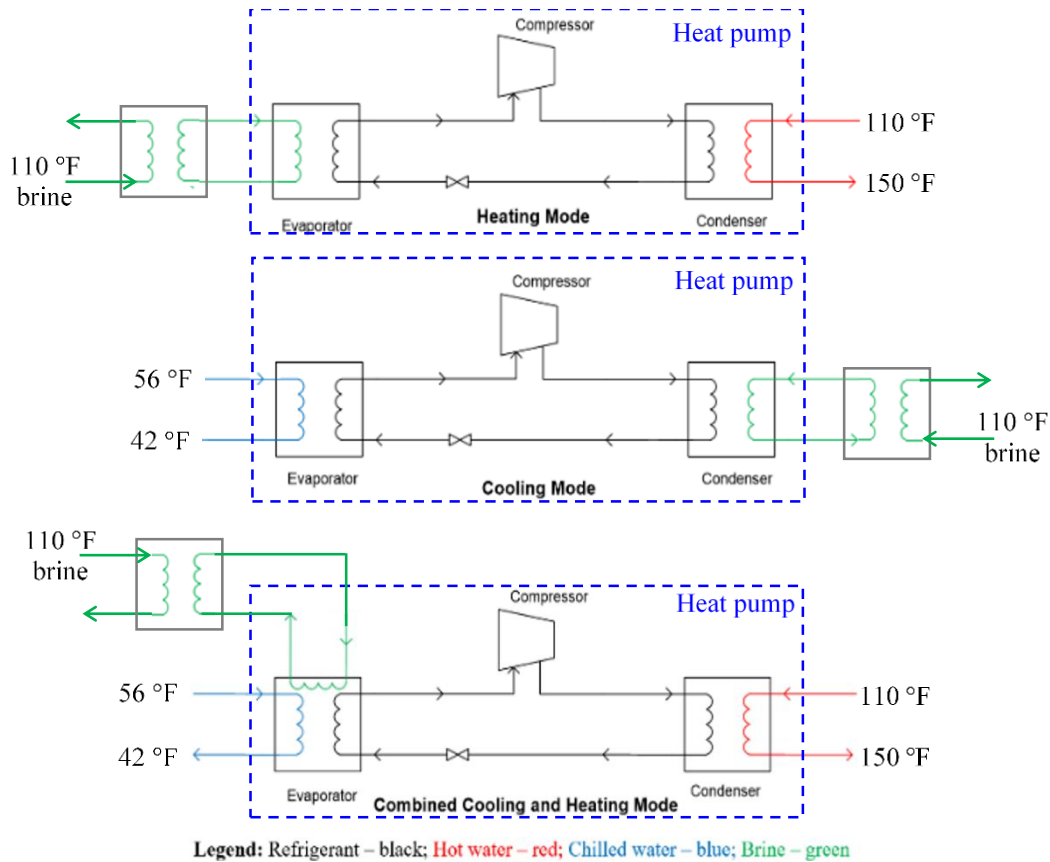 Compressor
Heat pump
110 °F
brine
110 °F
150 °F
Evaporator
Heating Mode
Condenser
Compressor
Heat pump
56 °F
42 °F
110 °F
brine
Evaporator
Cooling Mode
Condenser
110 °F
brine
Compressor
Heat pump
56 °F
42 °F
110 °F
150 °F
Evaporator
Combined Cooling and Heating Mode
Condenser
Legend: Refrigerant – black; Hot water – red; Chilled water – blue; Brine – green